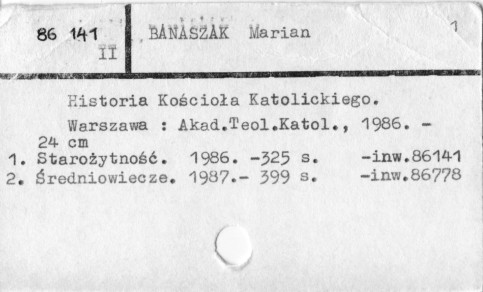 86 141 BANASZAK Marian 1
II
Historia Kościoła Katolickiego.
Warszawa : Akad.Teol.Katol., 1986. -
24 cm
1. Starożytność. 1986. -325 s. -inw.86141
2. Średniowiecze. 1987.- 399 s. -inw.86778